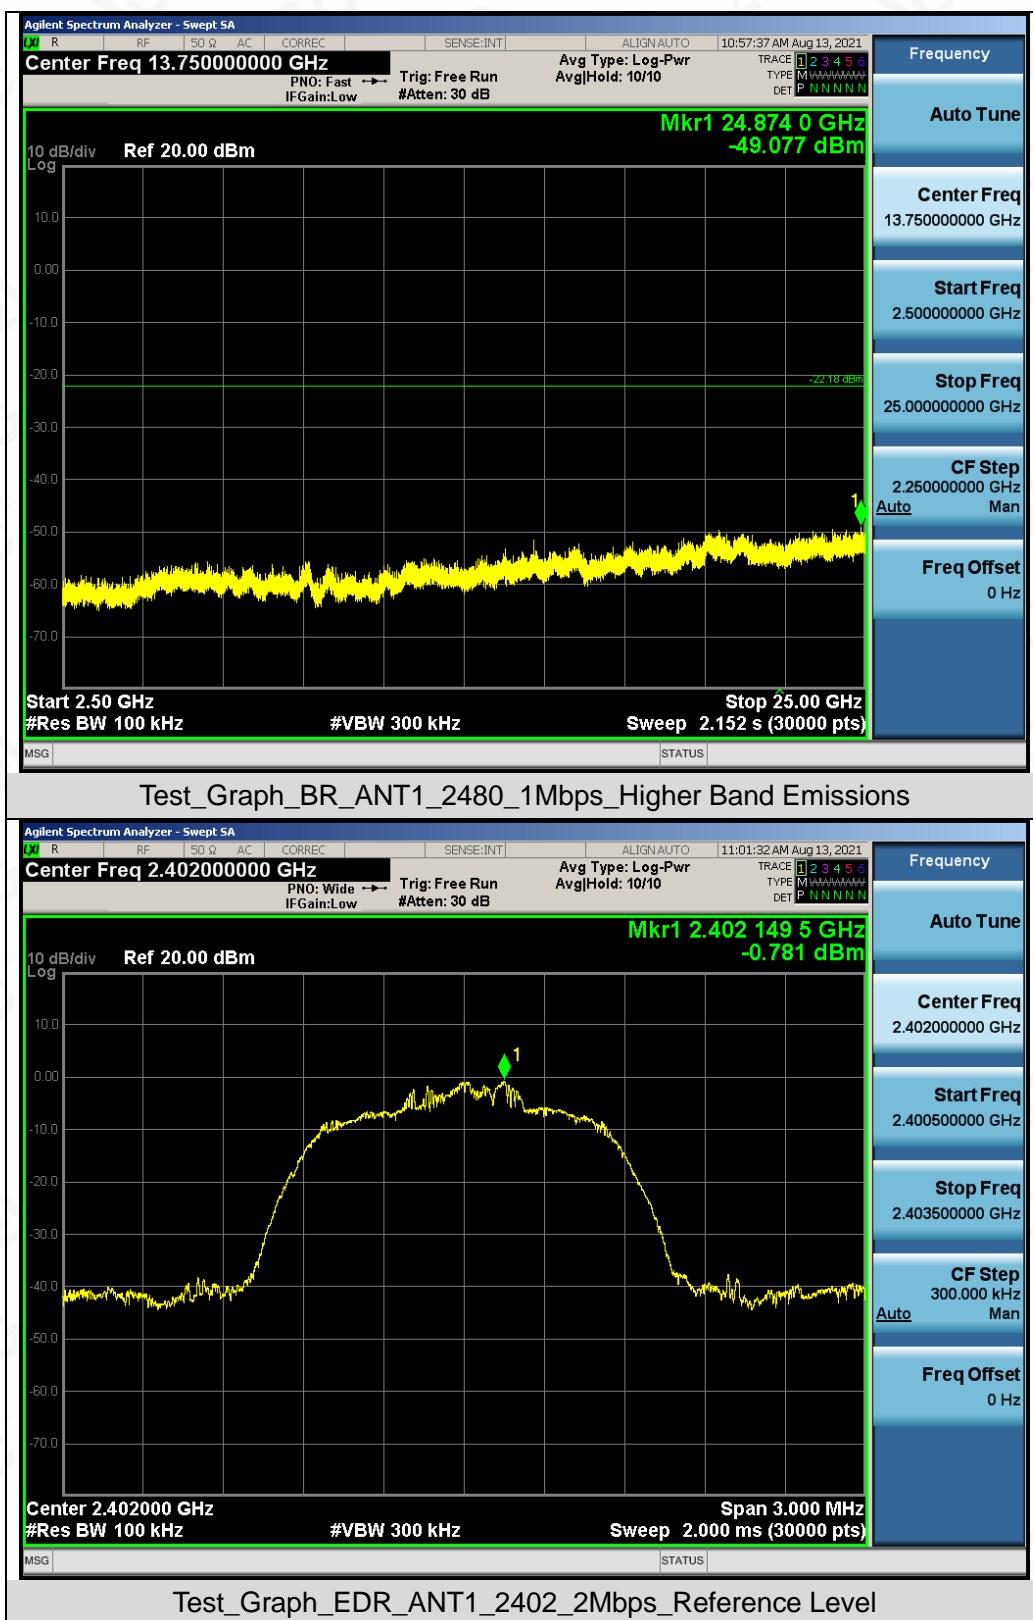 Agilent Spectrum Analyzer - Swept SA
LXI R RF 50 Ω AC CORREC SENSE:INT ALIGN AUTO 10:57:37 AM Aug 13, 2021
Center Freq 13.750000000 GHz
PNO: Fast
IFGain:Low
Trig: Free Run
#Atten: 30 dB
Avg Type: Log-Pwr
Avg|Hold: 10/10
TRACE 1 2 3 4 5 6
TYPE M
DET P N N N N N
Mkr1 24.874 0 GHz
-49.077 dBm
10 dB/div Ref 20.00 dBm
Log
10.0
0.00
-10.0
-20.0
-22.18 dBm
-30.0
-40.0
1
-50.0
-60.0
-70.0
Start 2.50 GHz Stop 25.00 GHz
#Res BW 100 kHz #VBW 300 kHz Sweep 2.152 s (30000 pts)
MSG STATUS
Frequency
Auto Tune
Center Freq
13.750000000 GHz
Start Freq
2.500000000 GHz
Stop Freq
25.000000000 GHz
CF Step
2.250000000 GHz
Auto Man
Freq Offset
0 Hz
Test_Graph_BR_ANT1_2480_1Mbps_Higher Band Emissions
Agilent Spectrum Analyzer - Swept SA
LXI R RF 50 Ω AC CORREC SENSE:INT ALIGN AUTO 11:01:32 AM Aug 13, 2021
Center Freq 2.402000000 GHz
PNO: Wide
IFGain:Low
Trig: Free Run
#Atten: 30 dB
Avg Type: Log-Pwr
Avg|Hold: 10/10
TRACE 1 2 3 4 5 6
TYPE M
DET P N N N N N
Mkr1 2.402 149 5 GHz
-0.781 dBm
10 dB/div Ref 20.00 dBm
Log
10.0
1
0.00
-10.0
-20.0
-30.0
-40.0
-50.0
-60.0
-70.0
Center 2.402000 GHz Span 3.000 MHz
#Res BW 100 kHz #VBW 300 kHz Sweep 2.000 ms (30000 pts)
MSG STATUS
Frequency
Auto Tune
Center Freq
2.402000000 GHz
Start Freq
2.400500000 GHz
Stop Freq
2.403500000 GHz
CF Step
300.000 kHz
Auto Man
Freq Offset
0 Hz
Test_Graph_EDR_ANT1_2402_2Mbps_Reference Level